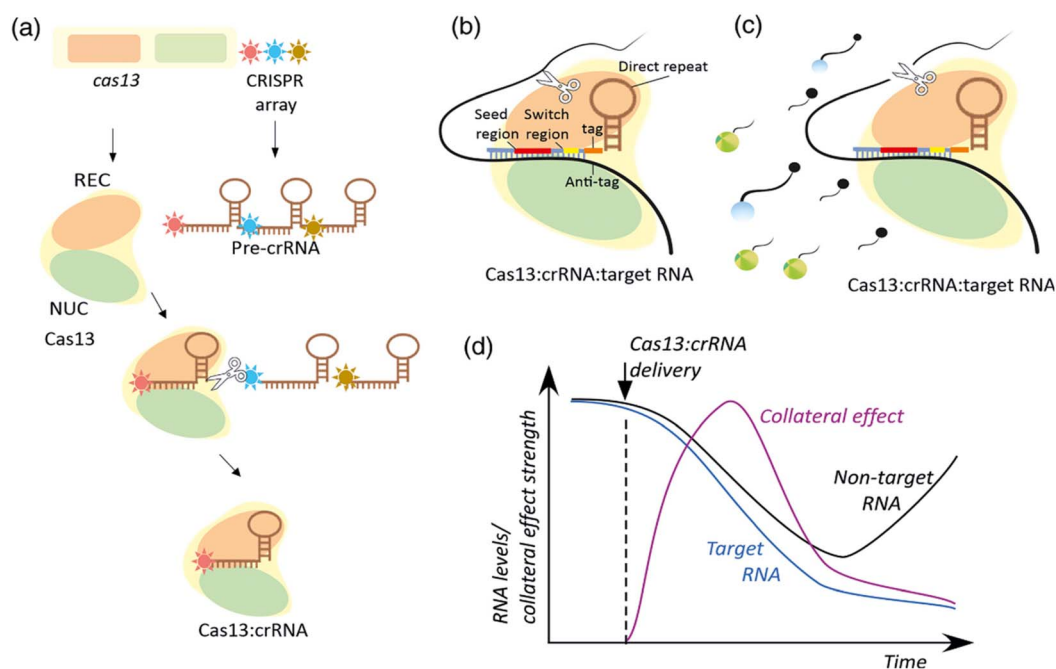 (a)
cas13
CRISPR
array
REC
Pre-crRNA
NUC
Cas13
Cas13:crRNA
(b)
Direct repeat
Seed
region
Switch
region
tag
Anti-tag
Cas13:crRNA:target RNA
(c)
Cas13:crRNA:target RNA
(d)
Cas13:crRNA
delivery
Collateral effect
Non-target
RNA
Target
RNA
RNA levels/
collateral effect strength
Time